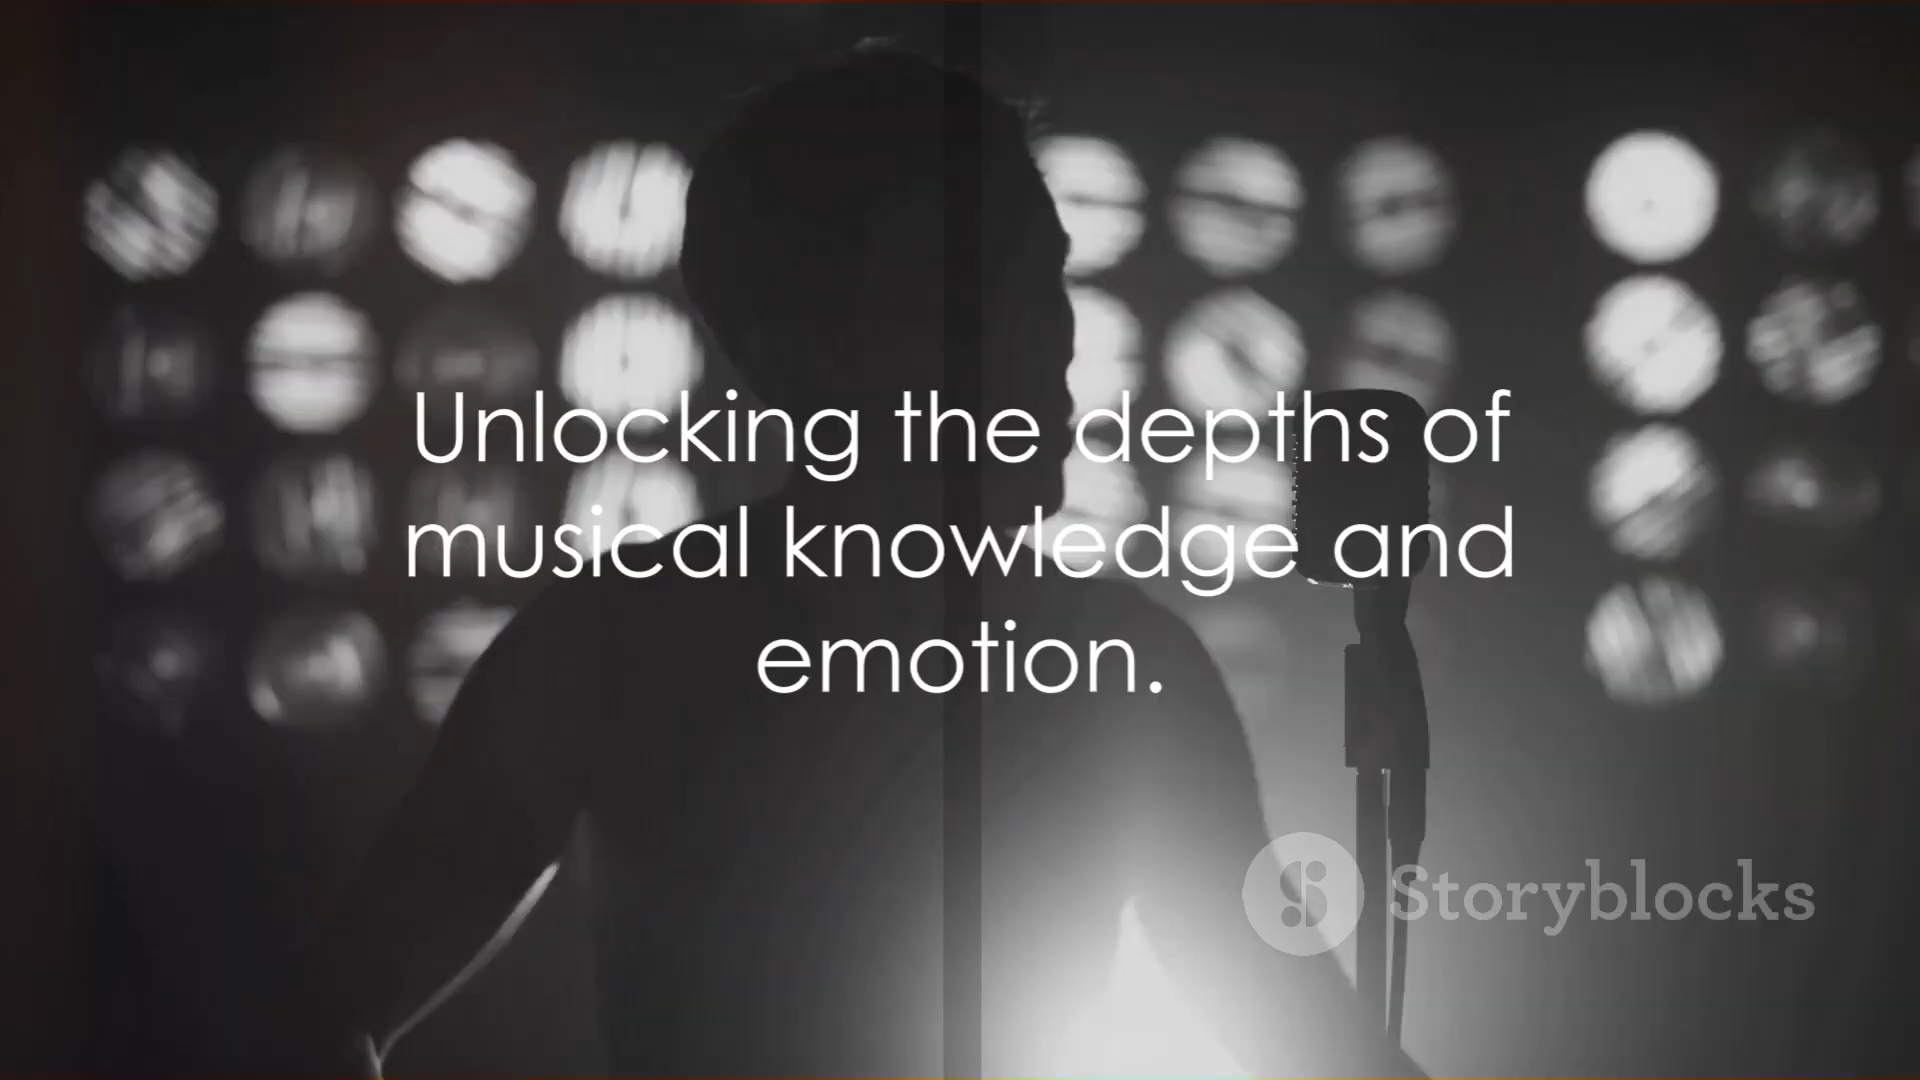 Unlocking the depths of
musical knowledge and
emotion.
Storyblocks